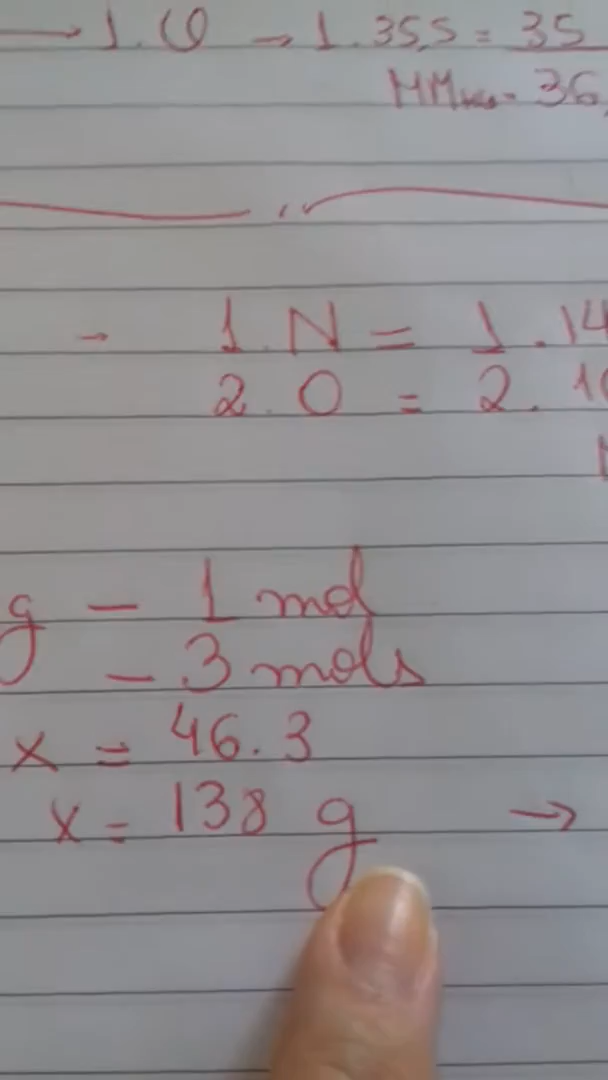 → 1.Cl → 1.35,5 = 35
MM = 36,
- 1.N = 1.14
2.O = 2.1
g - 1 mol
g - 3 mols
x = 46.3
x = 138 g →